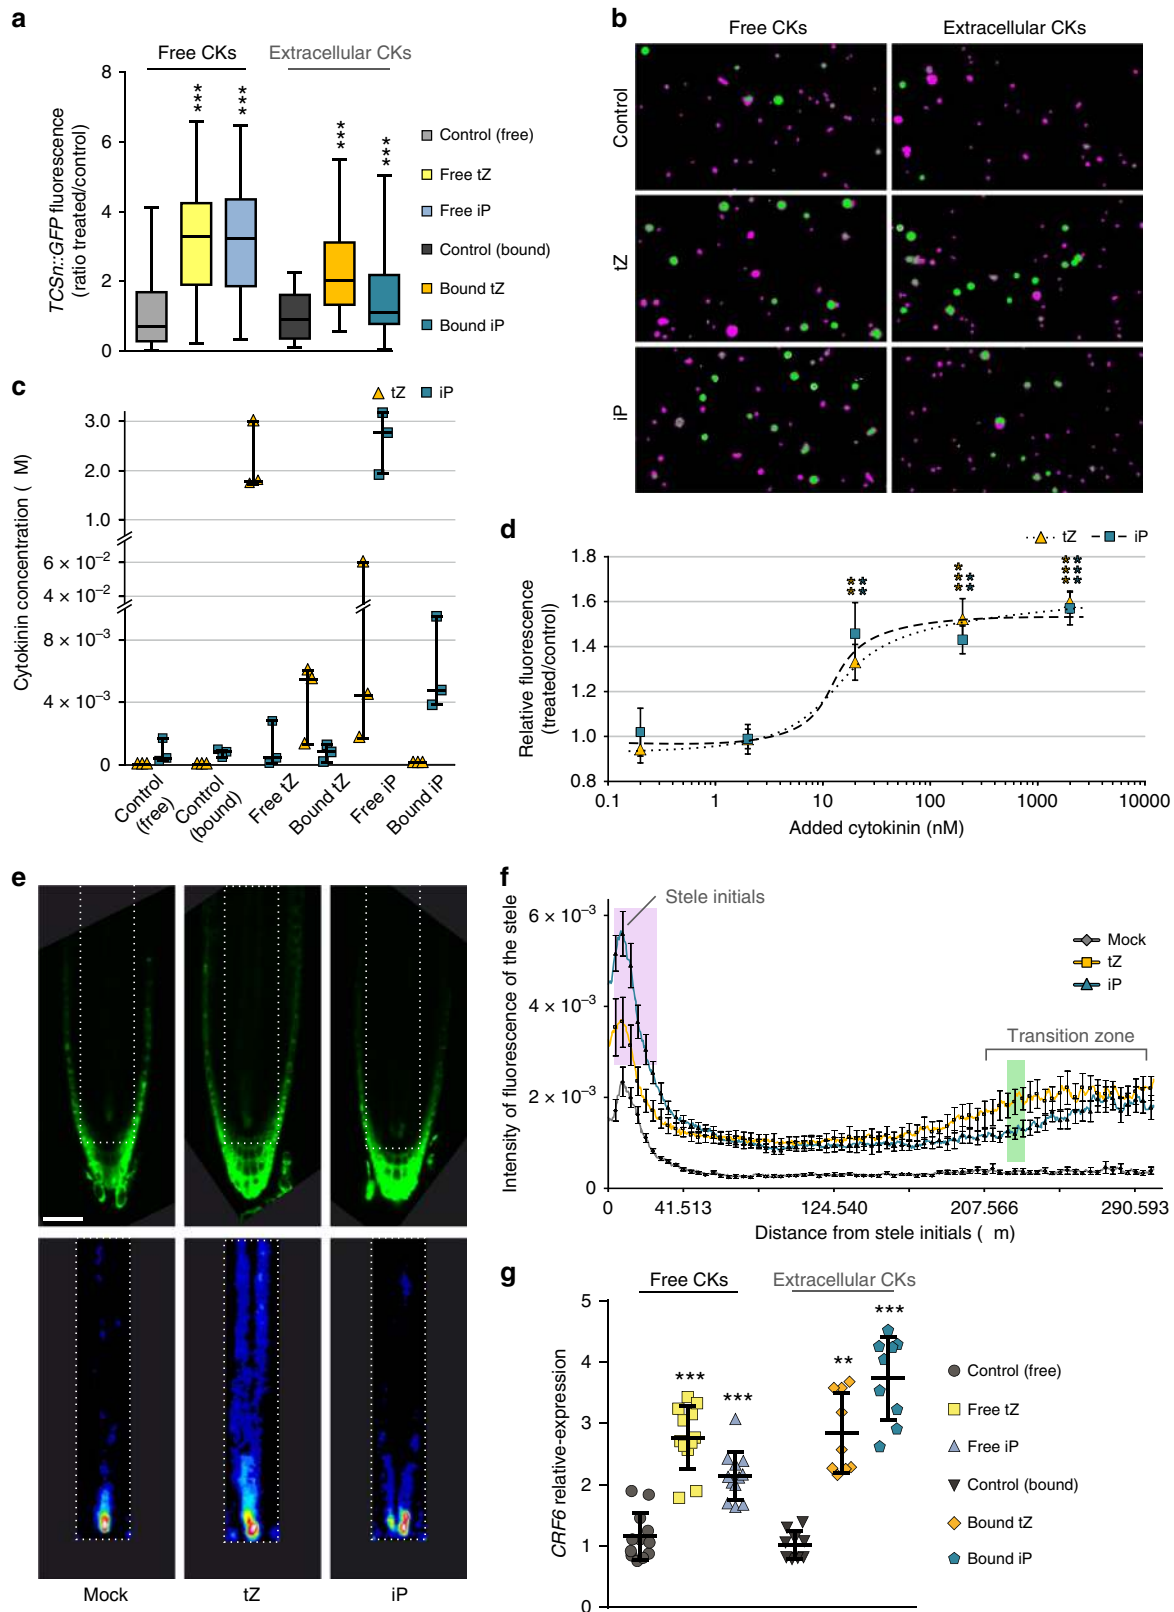 a
Free CKs
Extracellular CKs
TCSn::GFP fluorescence
(ratio treated/control)
8
6
4
2
0
***
***
***
***
Control (free)
Free tZ
Free iP
Control (bound)
Bound tZ
Bound iP
b
Free CKs
Extracellular CKs
Control
tZ
iP
c
tZ
iP
Cytokinin concentration ( M)
3.0
2.0
1.0
6 × 10⁻²
4 × 10⁻²
8 × 10⁻³
4 × 10⁻³
0
Control
(free)
Control
(bound)
Free tZ
Bound tZ
Free iP
Bound iP
d
tZ
iP
Relative fluorescence
(treated/control)
1.8
1.6
1.4
1.2
1.0
0.8
** **
*** **
*** ***
0.1
1
10
100
1000
10000
Added cytokinin (nM)
e
Mock
tZ
iP
f
Stele initials
Intensity of fluorescence of the stele
6 × 10⁻³
4 × 10⁻³
2 × 10⁻³
0
Mock
tZ
iP
Transition zone
0
41.513
124.540
207.566
290.593
Distance from stele initials ( m)
g
Free CKs
Extracellular CKs
CRF6 relative-expression
5
4
3
2
1
0
***
***
**
***
Control (free)
Free tZ
Free iP
Control (bound)
Bound tZ
Bound iP